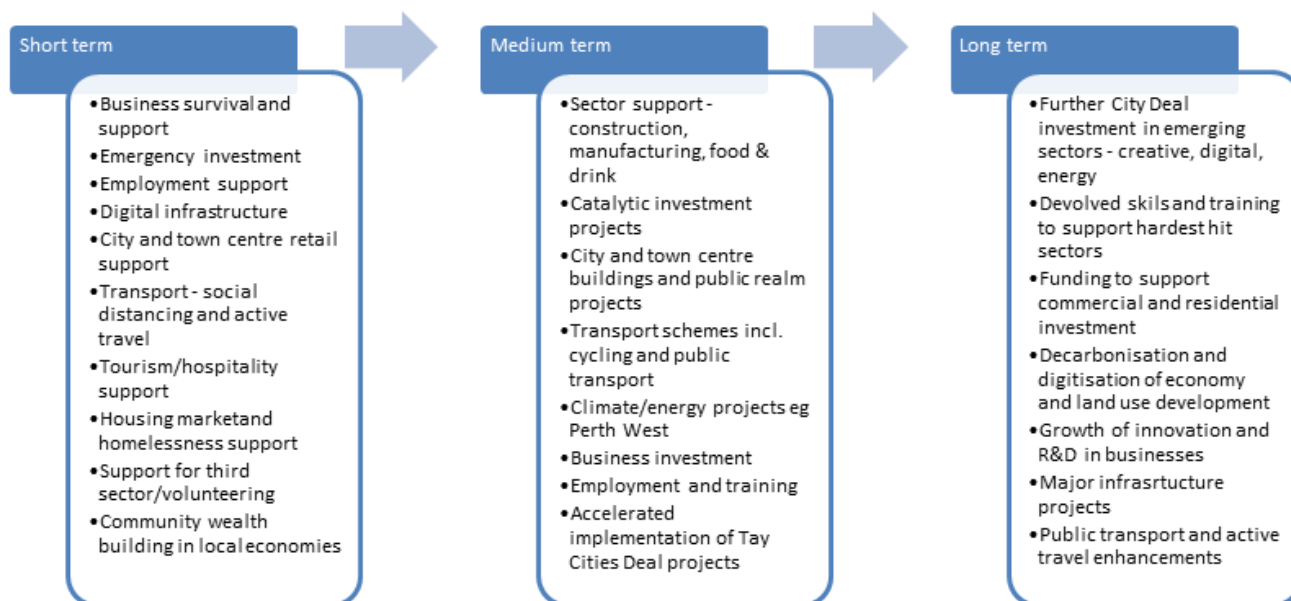 Short term
•Business survival and
support
•Emergency investment
•Employment support
•Digital infrastructure
•City and town centre retail
support
•Transport - social
distancing and active
travel
•Tourism/hospitality
support
•Housing marketand
homelessness support
•Support for third
sector/volunteering
•Community wealth
building in local economies
Medium term
•Sector support -
construction,
manufacturing, food &
drink
•Catalytic investment
projects
•City and town centre
buildings and public realm
projects
•Transport schemes incl.
cycling and public
transport
•Climate/energy projects eg
Perth West
•Business investment
•Employment and training
•Accelerated
implementation of Tay
Cities Deal projects
Long term
•Further City Deal
investment in emerging
sectors - creative, digital,
energy
•Devolved skils and training
to support hardest hit
sectors
•Funding to support
commercial and residential
investment
•Decarbonisation and
digitisation of economy
and land use development
•Growth of innovation and
R&D in businesses
•Major infrasrtucture
projects
•Public transport and active
travel enhancements